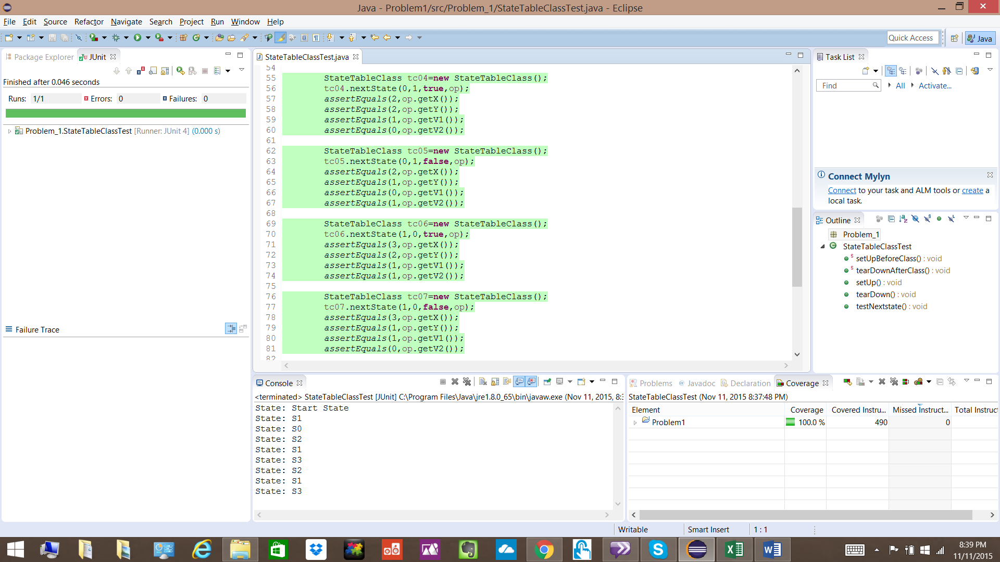 Java - Problem1/src/Problem_1/StateTableClassTest.java - Eclipse
File Edit Source Refactor Navigate Search Project Run Window Help
Quick Access
Java
Package Explorer
JUnit
Finished after 0.046 seconds
Runs: 1/1
Errors: 0
Failures: 0
Problem_1.StateTableClassTest [Runner: JUnit 4] (0.000 s)
Failure Trace
StateTableClassTest.java
54
55 StateTableClass tc04=new StateTableClass();
56 tc04.nextState(0,1,true,op);
57 assertEquals(2,op.getX());
58 assertEquals(2,op.getY());
59 assertEquals(1,op.getV1());
60 assertEquals(0,op.getV2());
61
62 StateTableClass tc05=new StateTableClass();
63 tc05.nextState(0,1,false,op);
64 assertEquals(2,op.getX());
65 assertEquals(1,op.getY());
66 assertEquals(0,op.getV1());
67 assertEquals(1,op.getV2());
68
69 StateTableClass tc06=new StateTableClass();
70 tc06.nextState(1,0,true,op);
71 assertEquals(3,op.getX());
72 assertEquals(2,op.getY());
73 assertEquals(1,op.getV1());
74 assertEquals(1,op.getV2());
75
76 StateTableClass tc07=new StateTableClass();
77 tc07.nextState(1,0,false,op);
78 assertEquals(3,op.getX());
79 assertEquals(1,op.getY());
80 assertEquals(1,op.getV1());
81 assertEquals(0,op.getV2());
82
Task List
Find
All
Activate...
Connect Mylyn
Connect to your task and ALM tools or create a
local task.
Outline
Problem_1
StateTableClassTest
setUpBeforeClass() : void
tearDownAfterClass() : void
setUp() : void
tearDown() : void
testNextstate() : void
Console
<terminated> StateTableClassTest [JUnit] C:\Program Files\Java\jre1.8.0_65\bin\javaw.exe (Nov 11, 2015, 8:3
State: Start State
State: S1
State: S0
State: S2
State: S1
State: S3
State: S2
State: S1
State: S3
Problems
Javadoc
Declaration
Coverage
StateTableClassTest (Nov 11, 2015 8:37:48 PM)
Element Coverage Covered Instru... Missed Instruct... Total Instruct
Problem1 100.0 % 490 0
Writable
Smart Insert
1 : 1
8:39 PM
11/11/2015